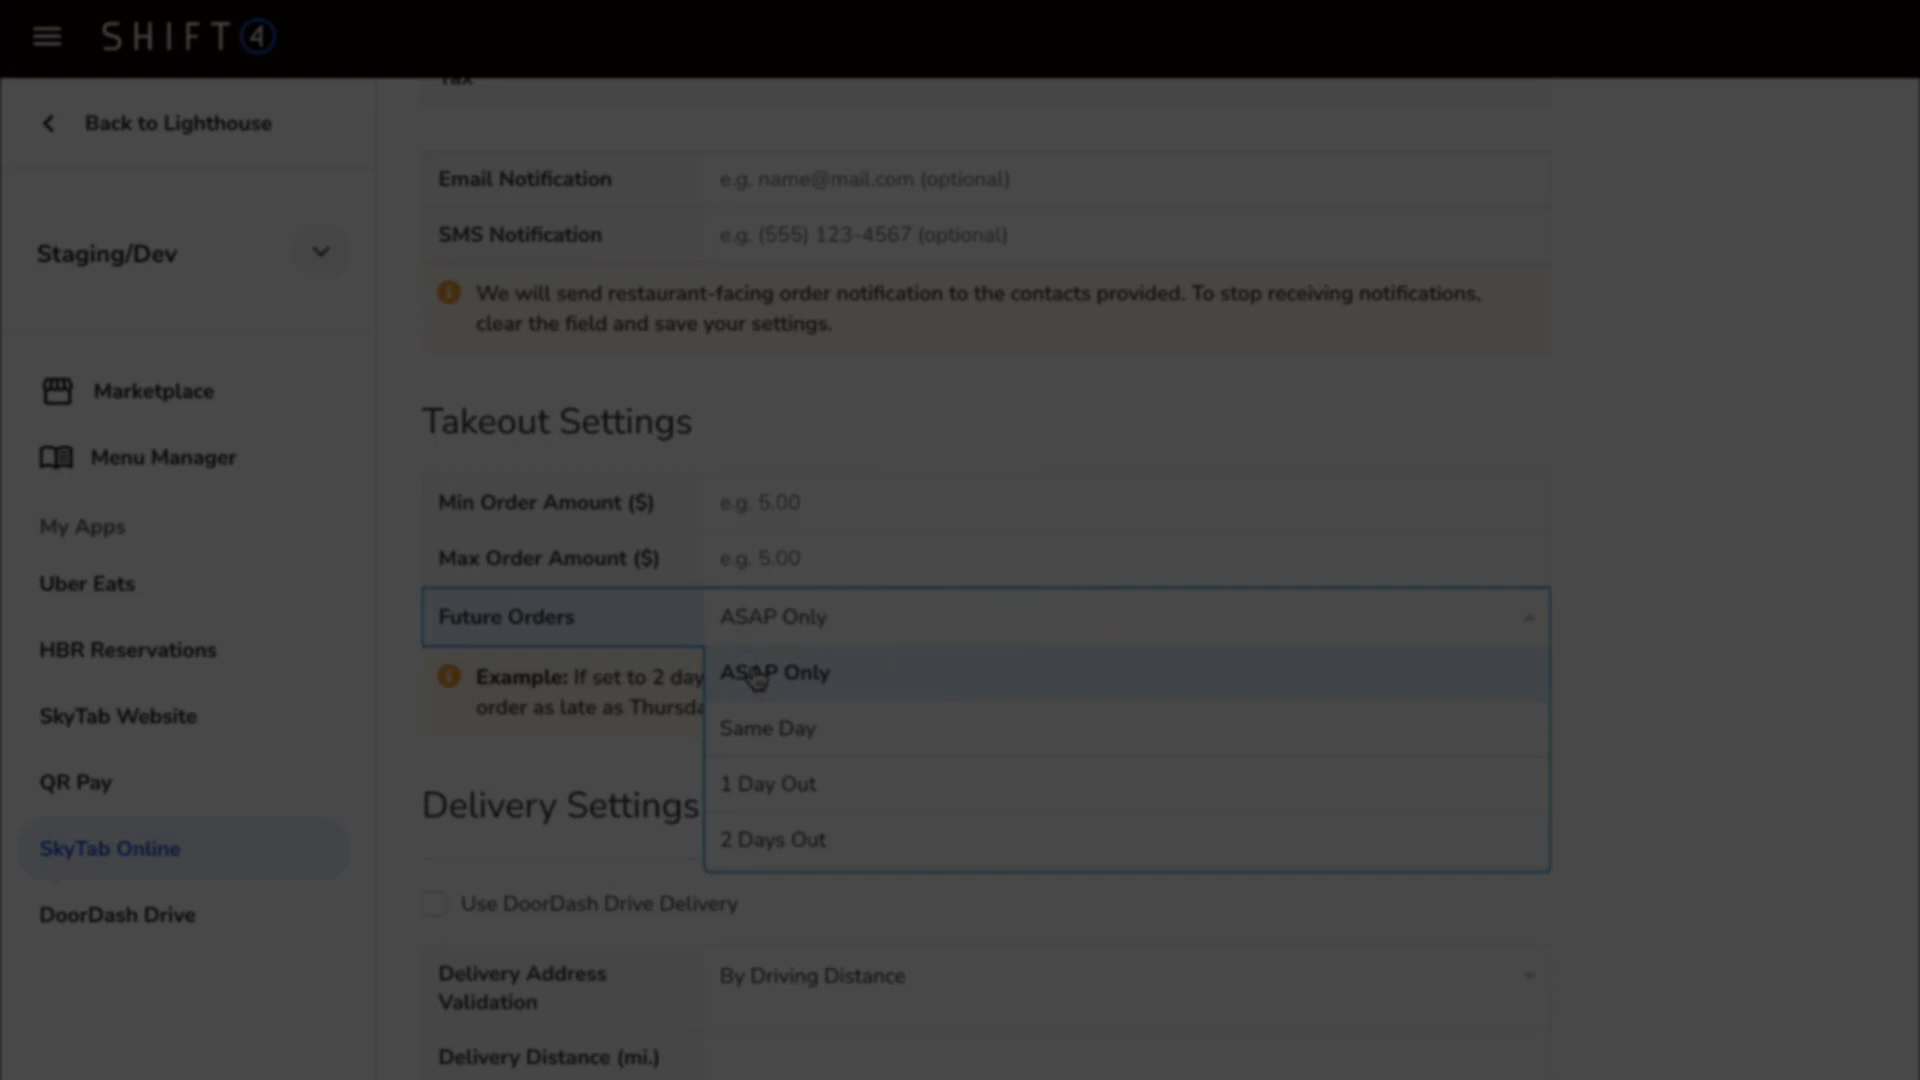 SHIFT4
Tax
Back to Lighthouse
Staging/Dev
Marketplace
Menu Manager
My Apps
Uber Eats
HBR Reservations
SkyTab Website
QR Pay
SkyTab Online
DoorDash Drive
Email Notification e.g. name@mail.com (optional)
SMS Notification e.g. (555) 123-4567 (optional)
We will send restaurant-facing order notification to the contacts provided. To stop receiving notifications,
clear the field and save your settings.
Takeout Settings
Min Order Amount ($) e.g. 5.00
Max Order Amount ($) e.g. 5.00
Future Orders ASAP Only
ASAP Only
Same Day
1 Day Out
2 Days Out
Example: If set to 2 day
order as late as Thursda
Delivery Settings
Use DoorDash Drive Delivery
Delivery Address
Validation
By Driving Distance
Delivery Distance (mi.)